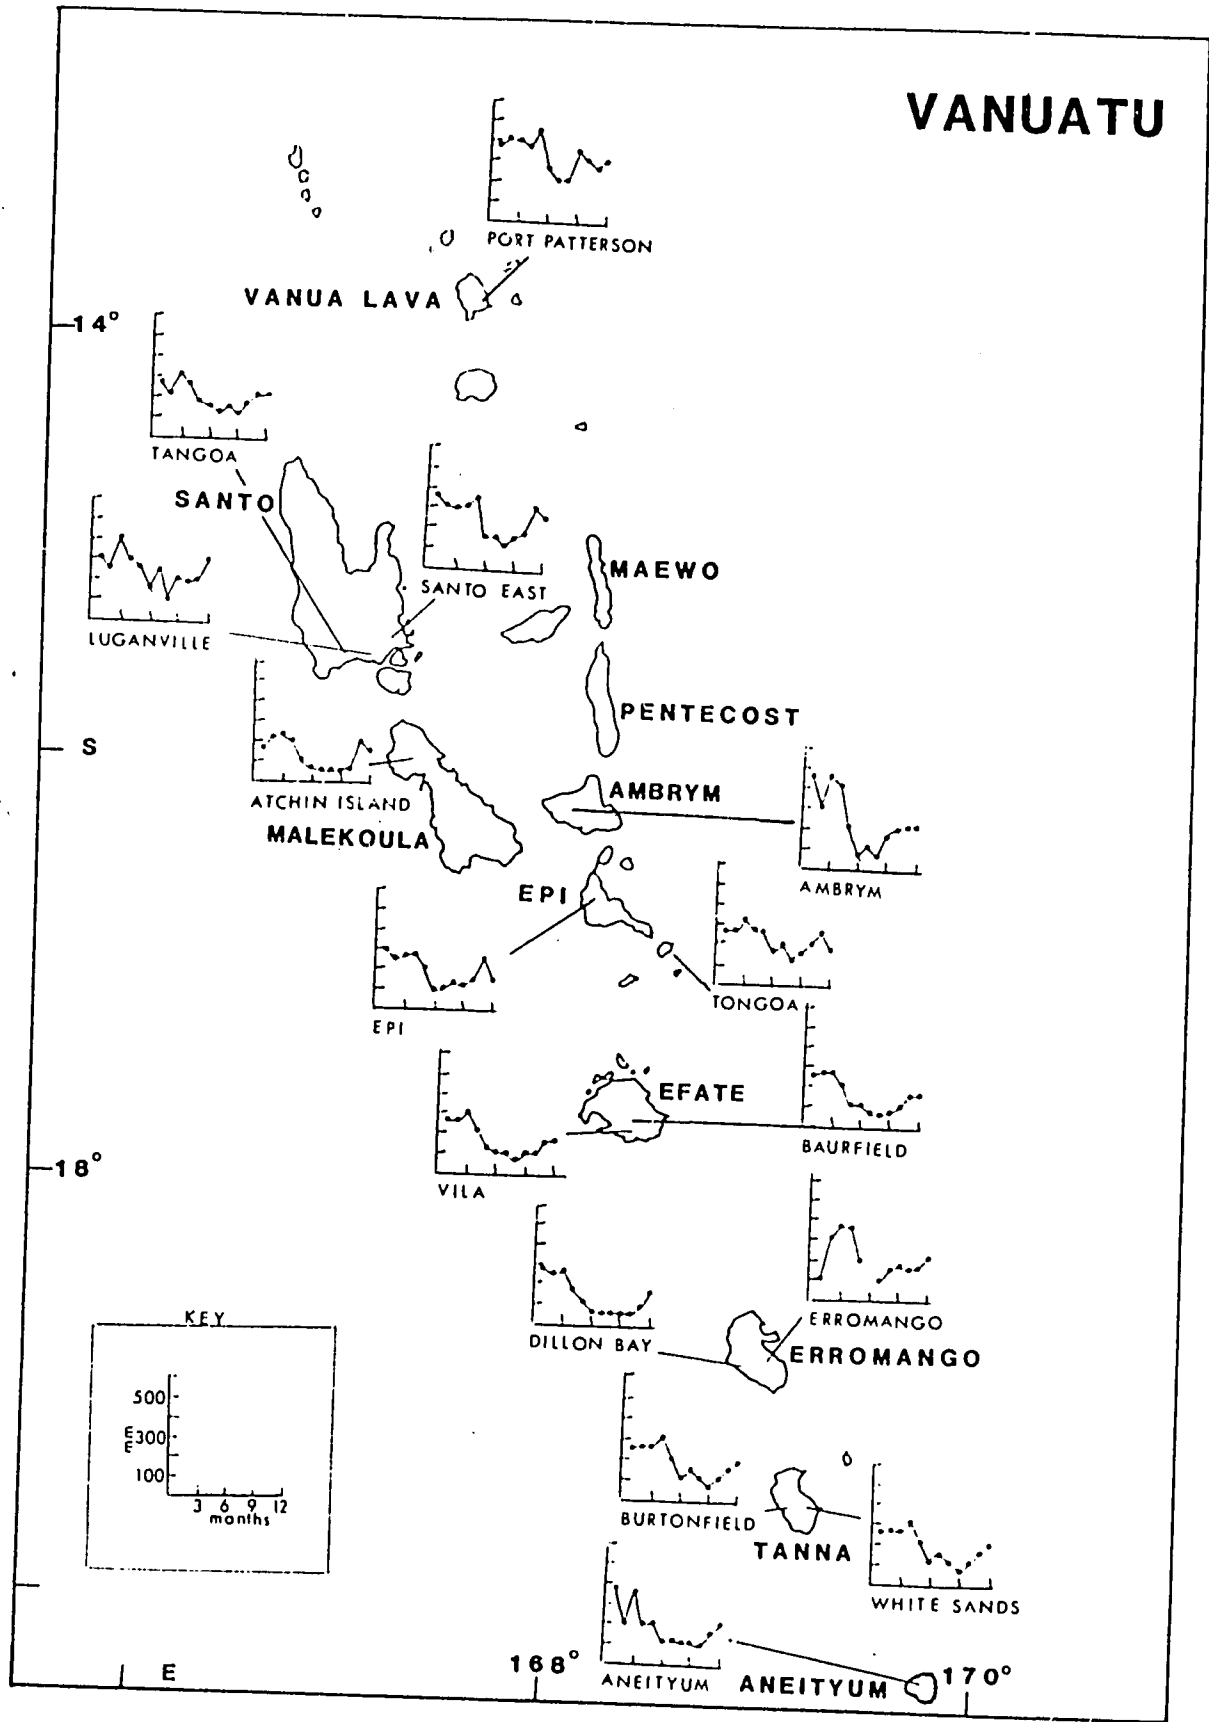 VANUATU
PORT PATTERSON
VANUA LAVA
14°
TANGOA
SANTO
SANTO EAST
MAEWO
LUGANVILLE
PENTECOST
S
ATCHIN ISLAND
AMBRYM
MALEKOULA
AMBRYM
EPI
TONGOA
EPI
EFATE
BAURFIELD
18°
VILA
ERROMANGO
KEY
DILLON BAY
ERROMANGO
500
300
mm
100
3 6 9 12
months
BURTONFIELD
TANNA
WHITE SANDS
E
168°
ANEITYUM
ANEITYUM
170°